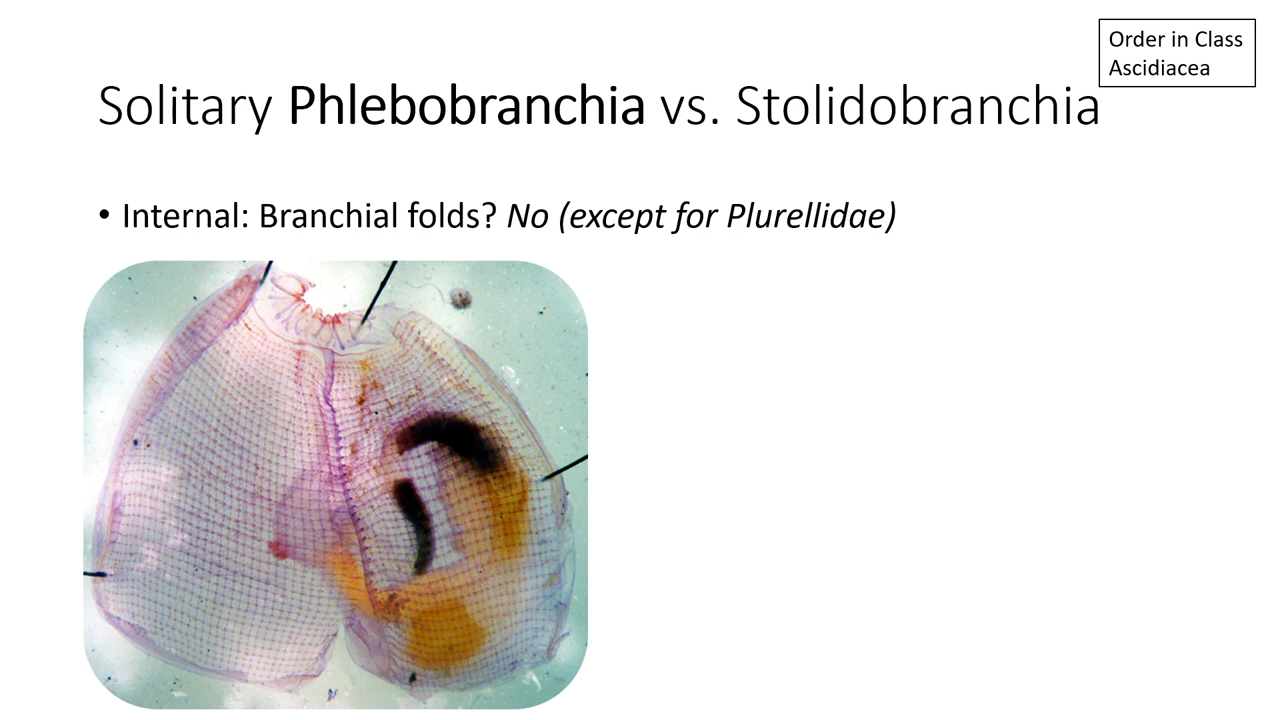 Order in Class
Ascidiacea
Solitary Phlebobranchia vs. Stolidobranchia
• Internal: Branchial folds? No (except for Plurellidae)